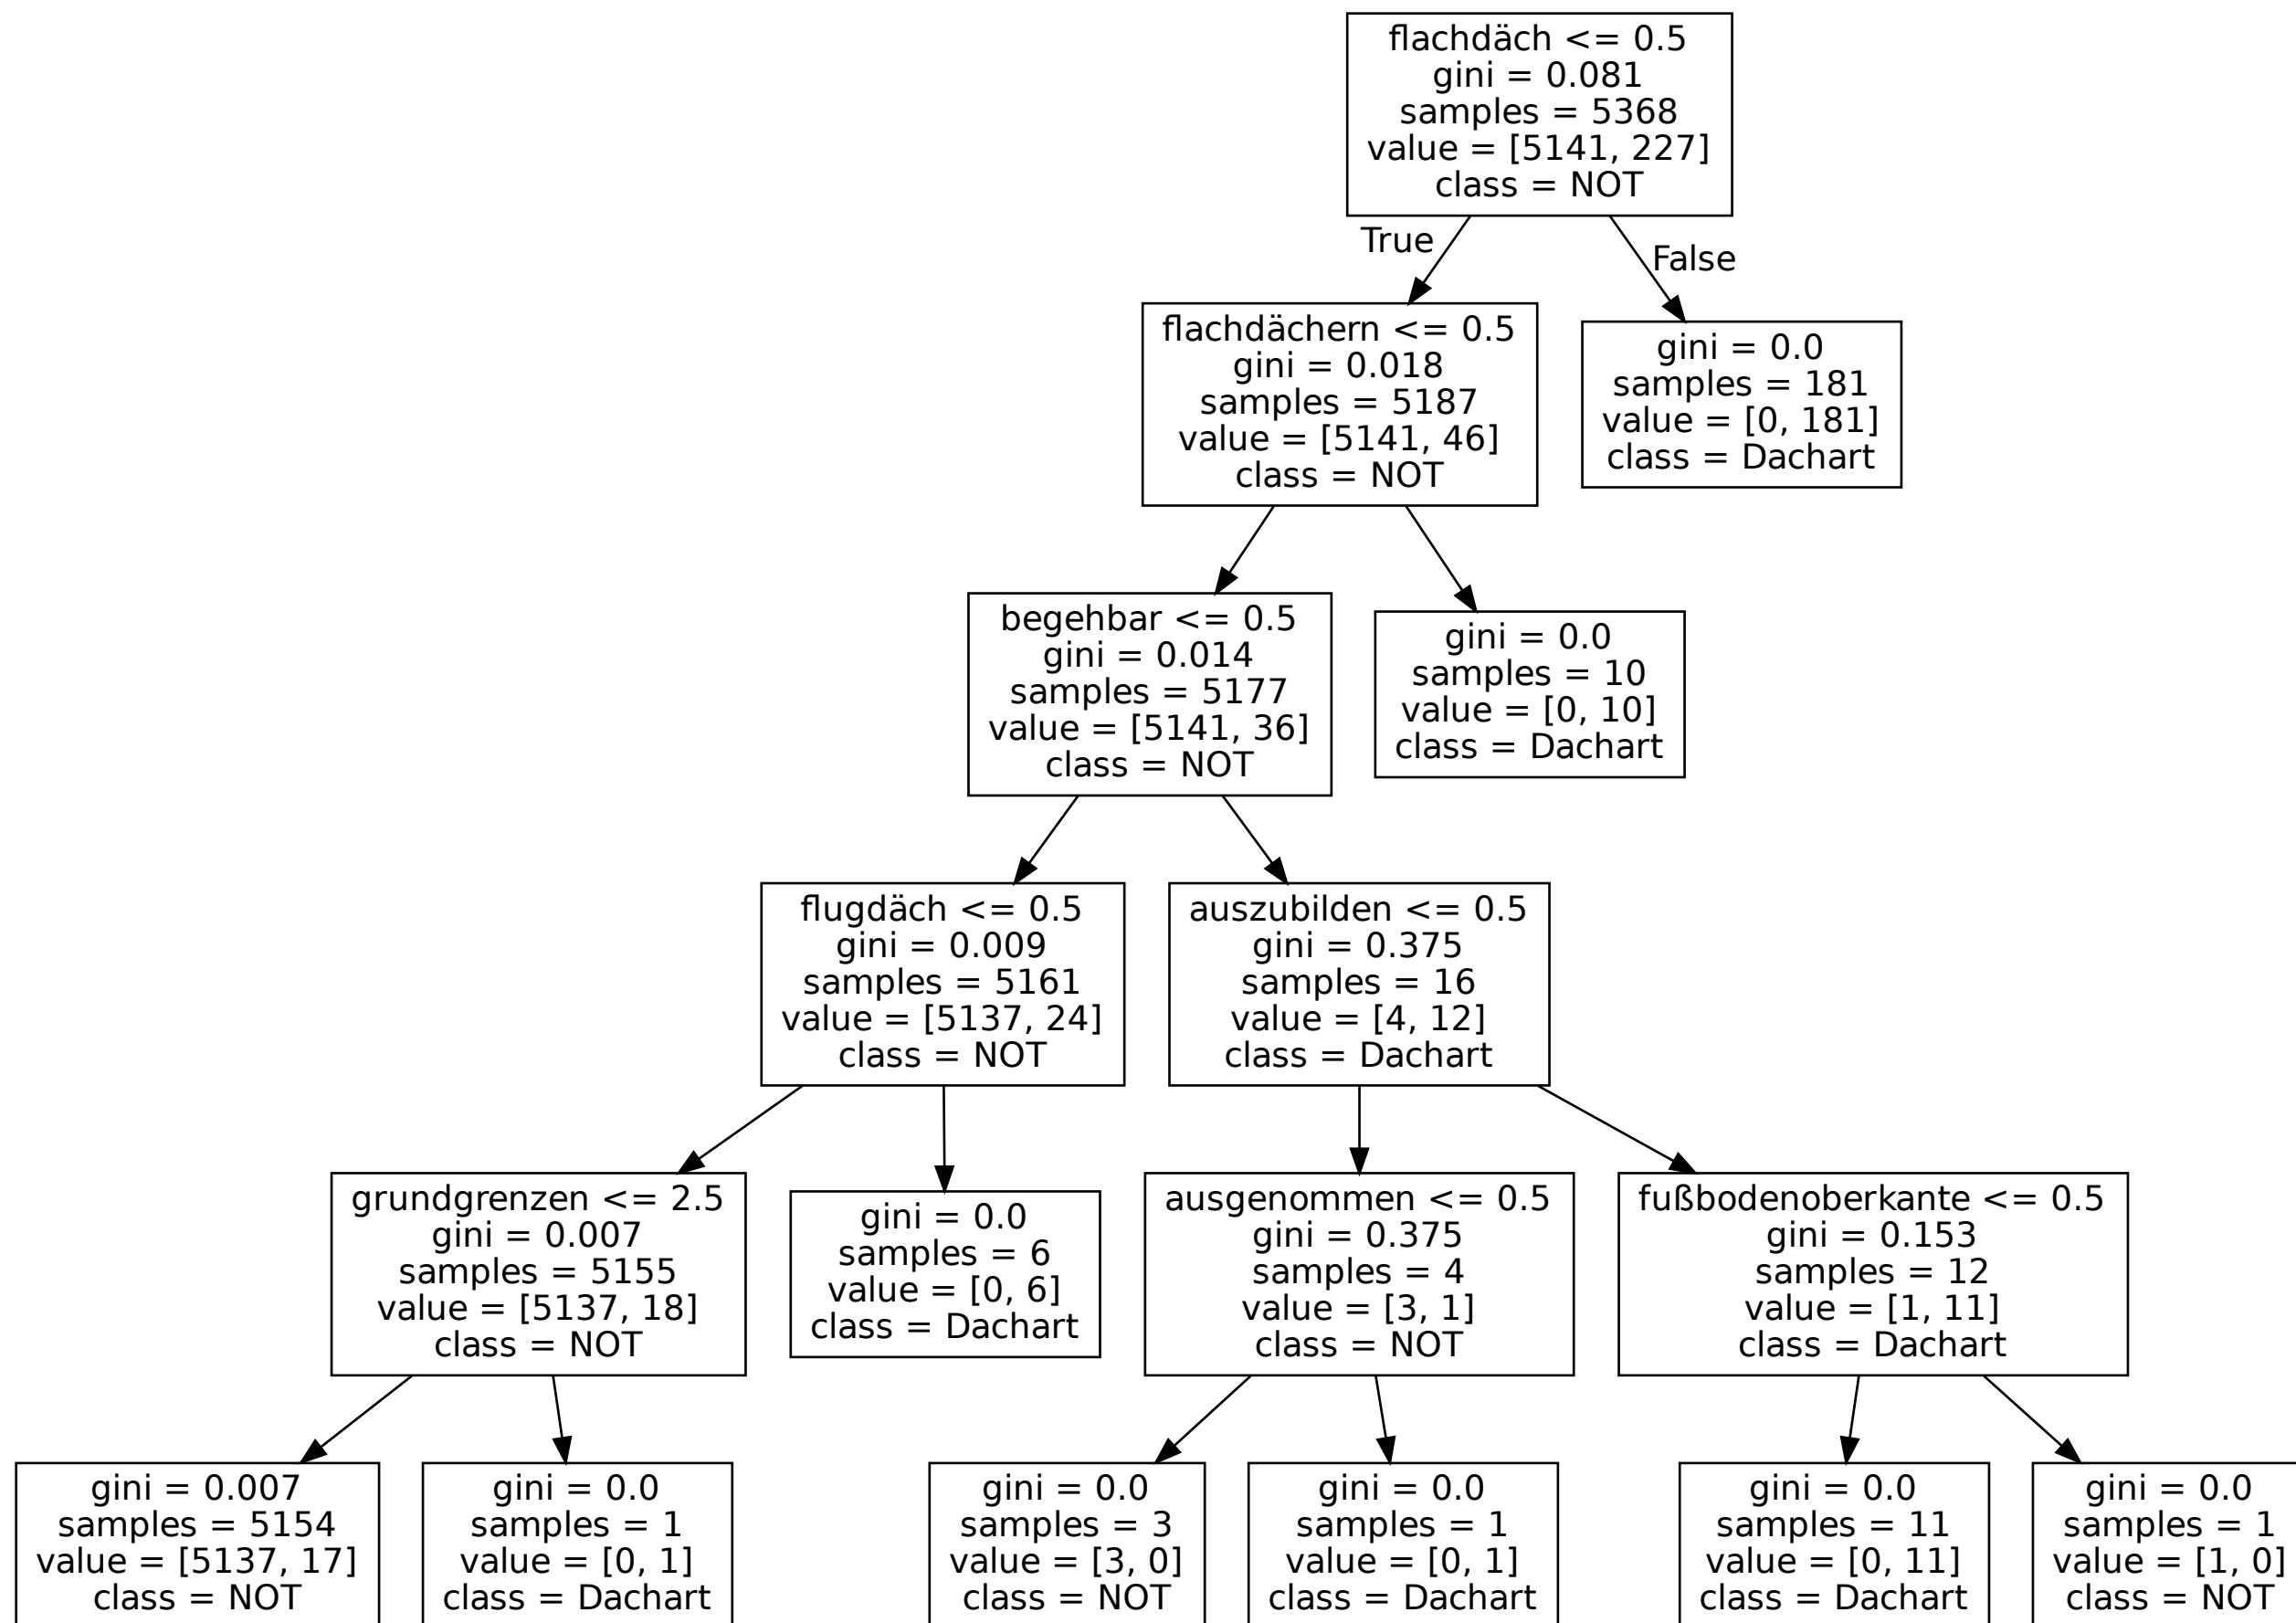 flachdäch <= 0.5
gini = 0.081
samples = 5368
value = [5141, 227]
class = NOT
True
False
flachdächern <= 0.5
gini = 0.018
samples = 5187
value = [5141, 46]
class = NOT
gini = 0.0
samples = 181
value = [0, 181]
class = Dachart
begehbar <= 0.5
gini = 0.014
samples = 5177
value = [5141, 36]
class = NOT
gini = 0.0
samples = 10
value = [0, 10]
class = Dachart
flugdäch <= 0.5
gini = 0.009
samples = 5161
value = [5137, 24]
class = NOT
auszubilden <= 0.5
gini = 0.375
samples = 16
value = [4, 12]
class = Dachart
grundgrenzen <= 2.5
gini = 0.007
samples = 5155
value = [5137, 18]
class = NOT
gini = 0.0
samples = 6
value = [0, 6]
class = Dachart
ausgenommen <= 0.5
gini = 0.375
samples = 4
value = [3, 1]
class = NOT
fußbodenoberkante <= 0.5
gini = 0.153
samples = 12
value = [1, 11]
class = Dachart
gini = 0.007
samples = 5154
value = [5137, 17]
class = NOT
gini = 0.0
samples = 1
value = [0, 1]
class = Dachart
gini = 0.0
samples = 3
value = [3, 0]
class = NOT
gini = 0.0
samples = 1
value = [0, 1]
class = Dachart
gini = 0.0
samples = 11
value = [0, 11]
class = Dachart
gini = 0.0
samples = 1
value = [1, 0]
class = NOT